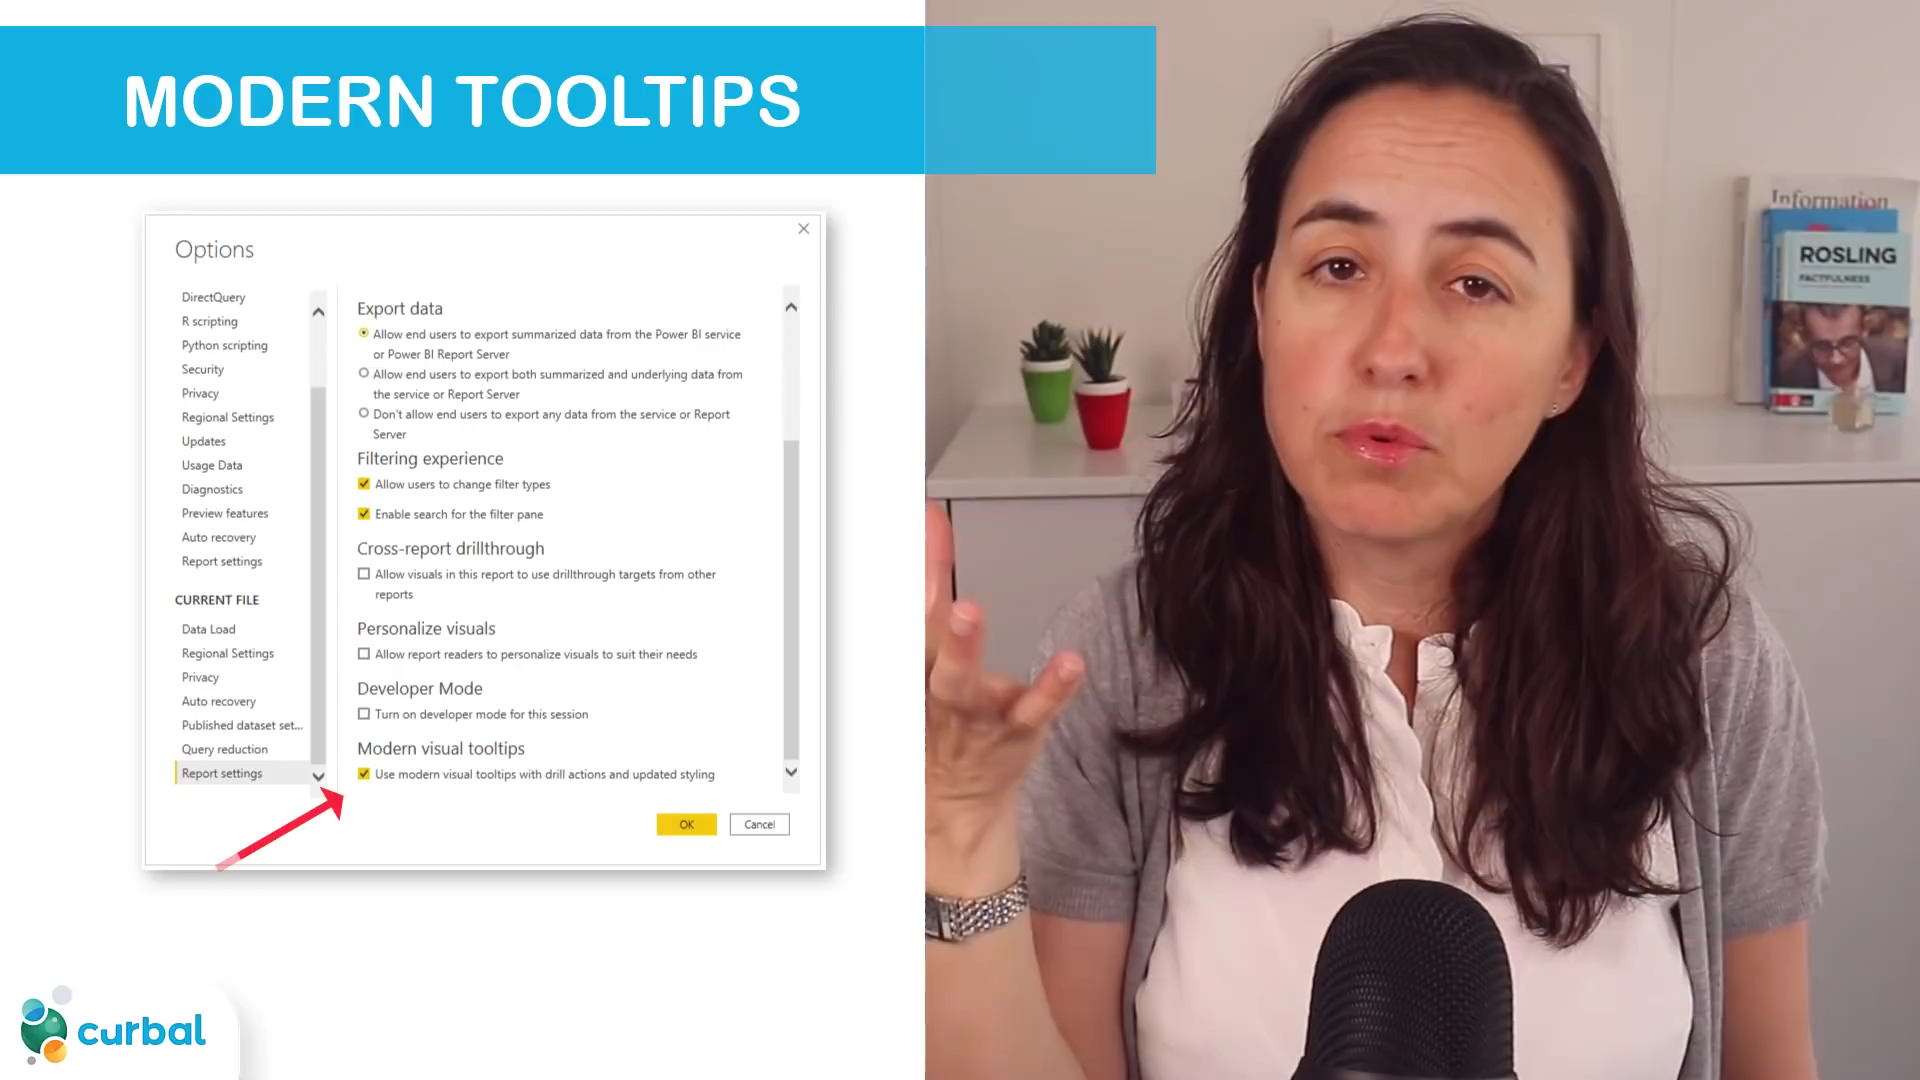 MODERN TOOLTIPS
Options
DirectQuery
R scripting
Python scripting
Security
Privacy
Regional Settings
Updates
Usage Data
Diagnostics
Preview features
Auto recovery
Report settings
CURRENT FILE
Data Load
Regional Settings
Privacy
Auto recovery
Published dataset set...
Query reduction
Report settings
Export data
Allow end users to export summarized data from the Power BI service
or Power BI Report Server
Allow end users to export both summarized and underlying data from
the service or Report Server
Don't allow end users to export any data from the service or Report
Server
Filtering experience
Allow users to change filter types
Enable search for the filter pane
Cross-report drillthrough
Allow visuals in this report to use drillthrough targets from other
reports
Personalize visuals
Allow report readers to personalize visuals to suit their needs
Developer Mode
Turn on developer mode for this session
Modern visual tooltips
Use modern visual tooltips with drill actions and updated styling
OK
Cancel
curbal
Information
ROSLING
FACTFULNESS